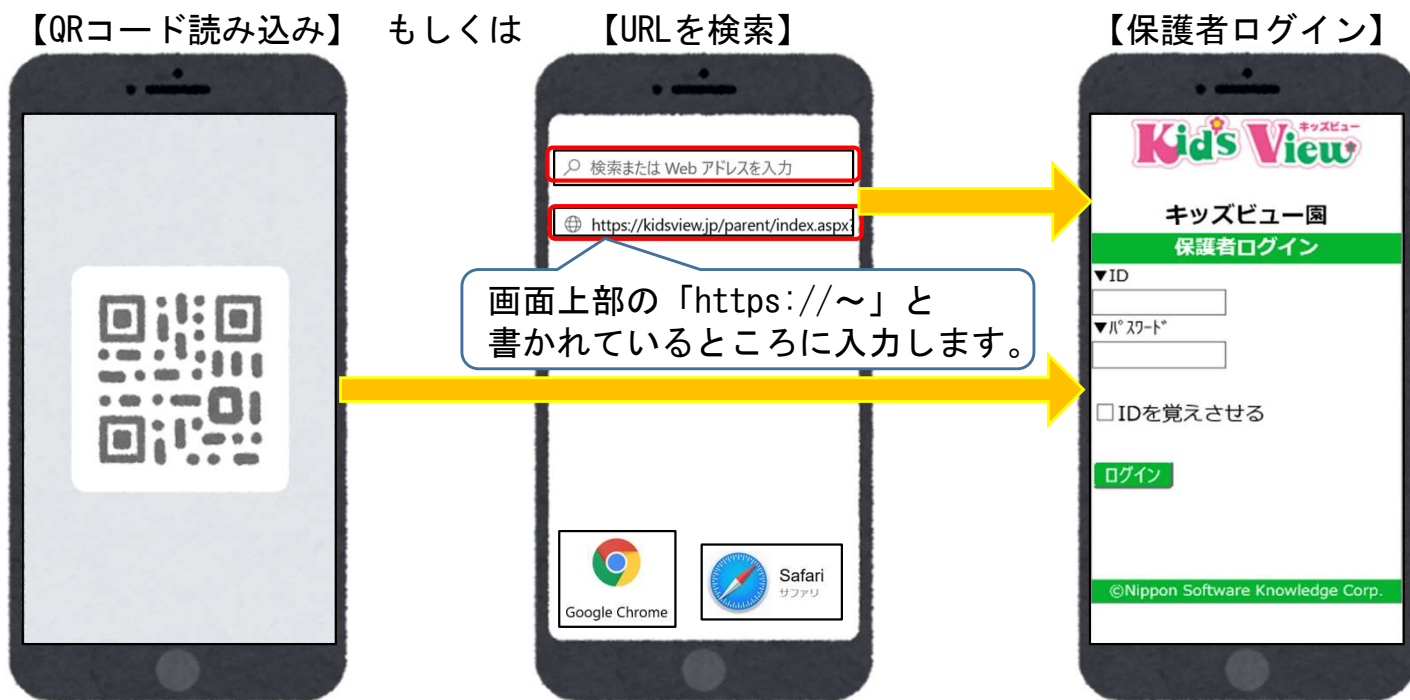 【QRコード読み込み】 もしくは 【URLを検索】 【保護者ログイン】
検索または Web アドレスを入力
https://kidsview.jp/parent/index.aspx?
画面上部の「https://～」と
書かれているところに入力します。
Google Chrome
Safari
サファリ
キッズビュー
Kid's View
キッズビュー園
保護者ログイン
▼ID
▼ﾊﾟｽﾜｰﾄﾞ
□IDを覚えさせる
ログイン
©Nippon Software Knowledge Corp.